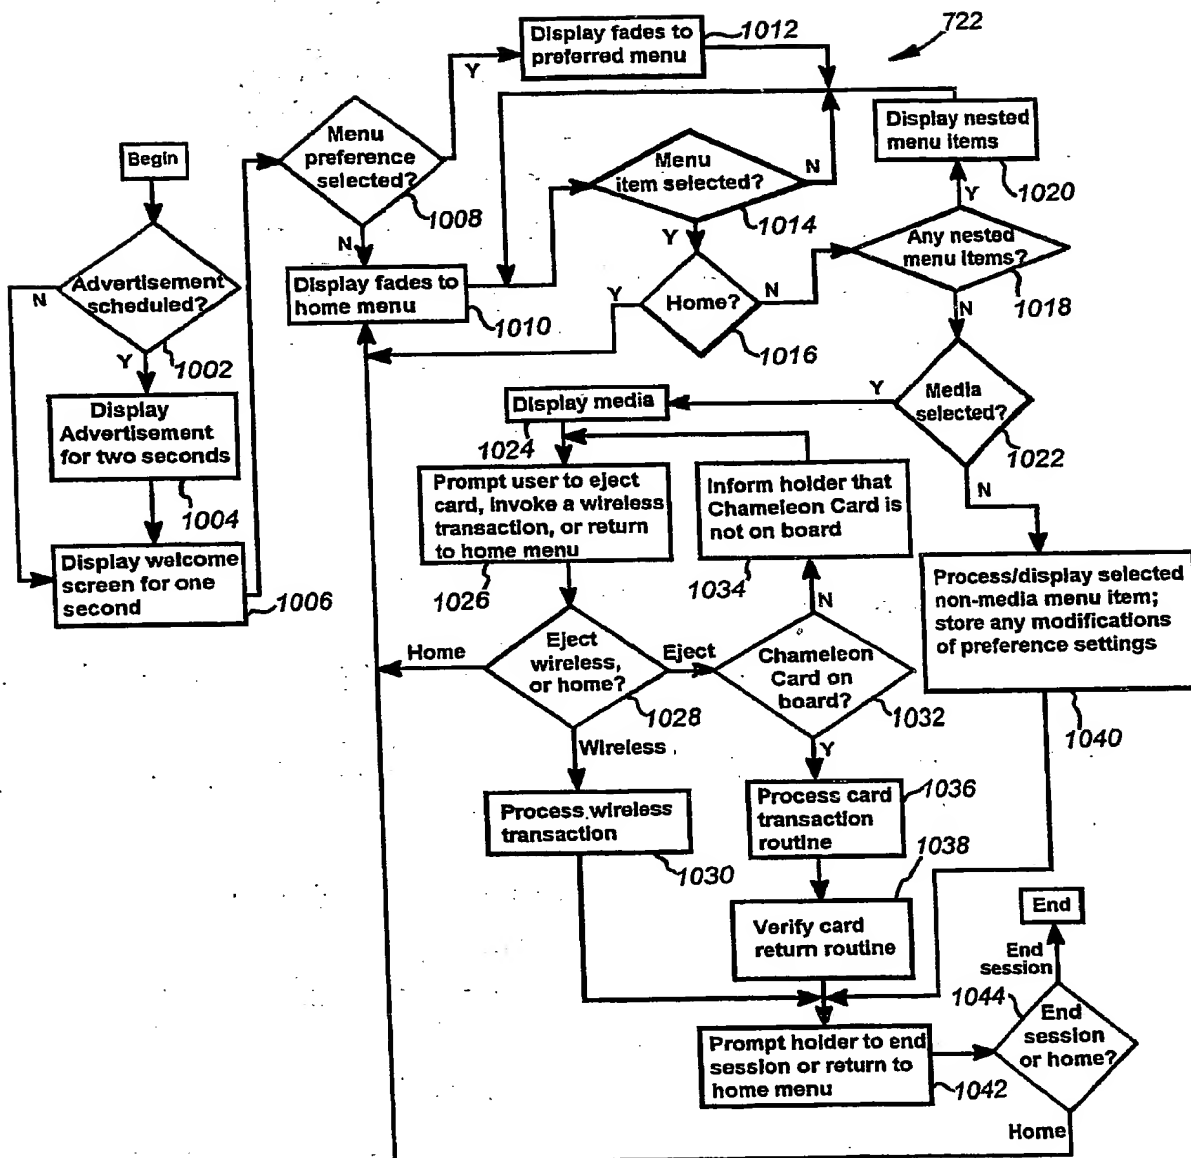 722
Display fades to
preferred menu
1012
Y
Begin
Menu
preference
selected?
1008
N
Menu
item selected?
1014
N
Y
Display nested
menu items
1020
Y
Advertisement
scheduled?
1002
N
Y
Display fades to
home menu
1010
Home?
1016
Y
N
Any nested
menu items?
1018
N
Display
Advertisement
for two seconds
1004
Display media
1024
Y
Media
selected?
1022
N
Display welcome
screen for one
second
1006
Prompt user to eject
card, invoke a wireless
transaction, or return
to home menu
1026
Inform holder that
Chameleon Card is
not on board
1034
N
Process/display selected
non-media menu item;
store any modifications
of preference settings
1040
Home
Eject
wireless,
or home?
1028
Eject
Wireless
Chameleon
Card on
board?
1032
Y
Process wireless
transaction
1030
Process card
transaction
routine
1036
Verify card
return routine
1038
End
End
session
1044
End
session
or home?
Prompt holder to end
session or return to
home menu
1042
Home